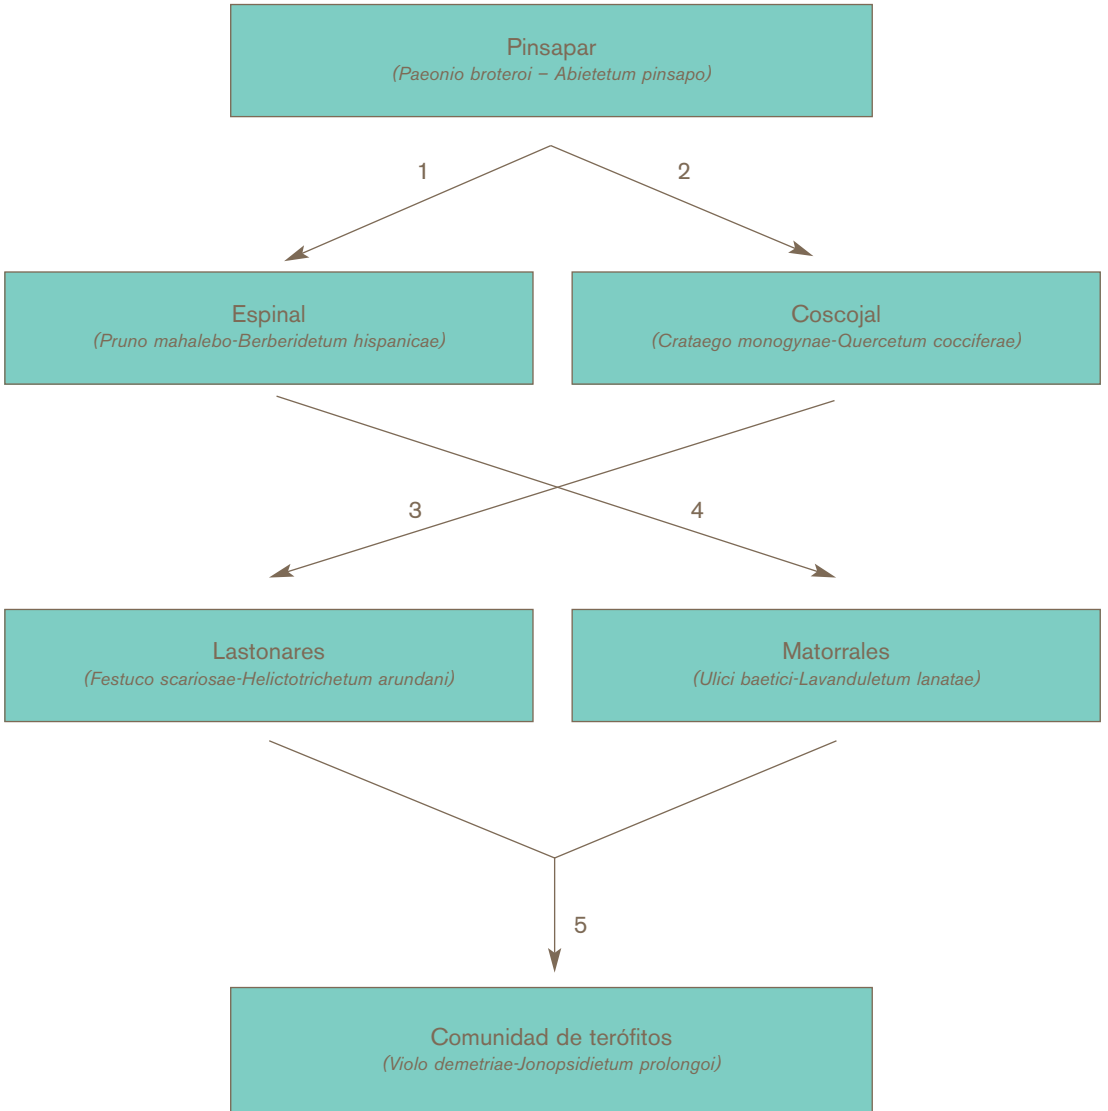 Pinsapar
(Paeonio broteroi – Abietetum pinsapo)
1
2
Espinal
(Pruno mahalebo-Berberidetum hispanicae)
Coscojal
(Crataego monogynae-Quercetum cocciferae)
3
4
Lastonares
(Festuco scariosae-Helictotrichetum arundani)
Matorrales
(Ulici baetici-Lavanduletum lanatae)
5
Comunidad de terófitos
(Violo demetriae-Jonopsidietum prolongoi)